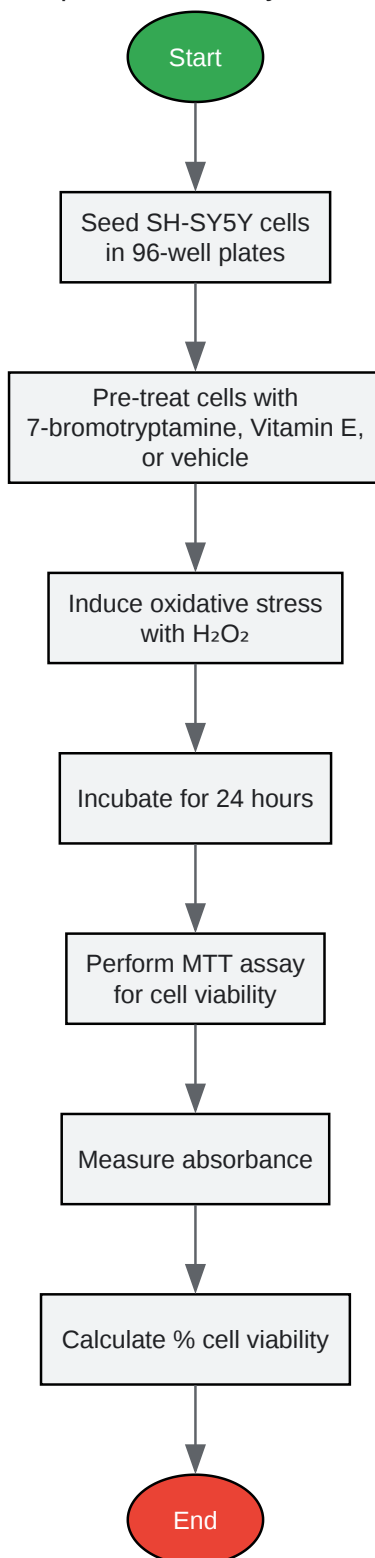 Start
Seed SH-SY5Y cells
in 96-well plates
Pre-treat cells with
7-bromotryptamine, Vitamin E,
or vehicle
Induce oxidative stress
with H₂O₂
Incubate for 24 hours
Perform MTT assay
for cell viability
Measure absorbance
Calculate % cell viability
End